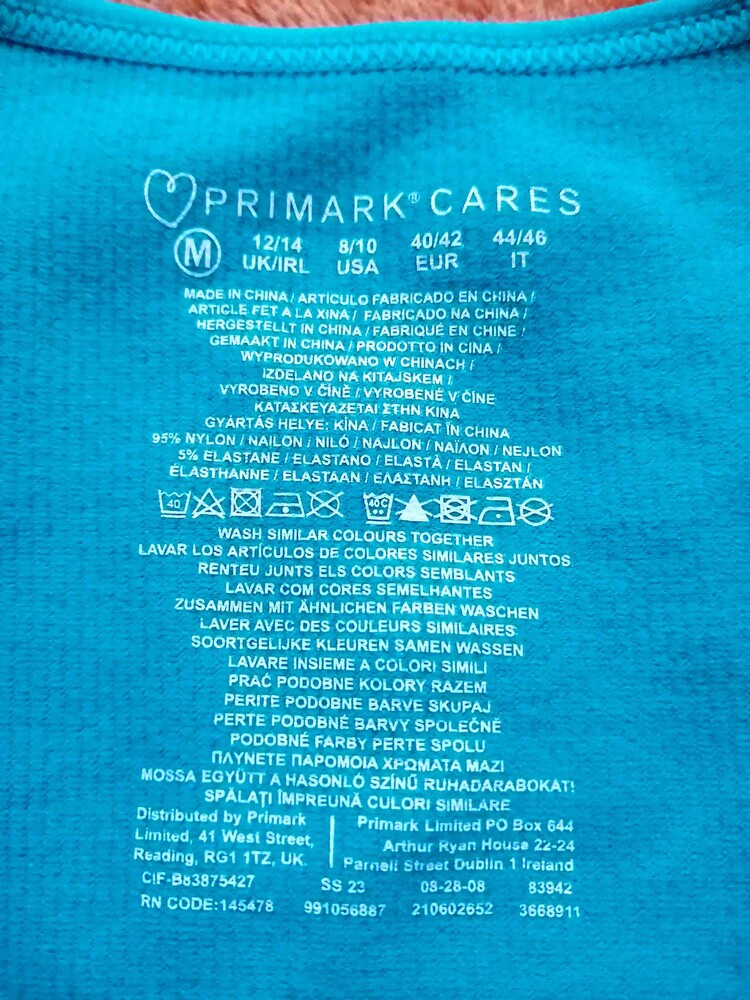 PRIMARK® CARES
M 12/14 8/10 40/42 44/46
UK/IRL USA EUR IT
MADE IN CHINA / ARTÍCULO FABRICADO EN CHINA /
ARTICLE FET A LA XINA / FABRICADO NA CHINA /
HERGESTELLT IN CHINA / FABRIQUÉ EN CHINE /
GEMAAKT IN CHINA / PRODOTTO IN CINA /
WYPRODUKOWANO W CHINACH /
IZDELANO NA KITAJSKEM /
VYROBENO V ČÍNĚ / VYROBENÉ V ČÍNE
ΚΑΤΑΣΚΕΥΑΖΕΤΑΙ ΣΤΗΝ ΚΙΝΑ
GYÁRTÁS HELYE: KÍNA / FABICAT ÎN CHINA
95% NYLON / NAILON / NILÓ / NAJLON / ΝΑΪΛΟΝ / NEJLON
5% ELASTANE / ELASTANO / ELASTÀ / ELASTAN /
ÉLASTHANNE / ELASTAAN / ΕΛΑΣΤΑΝΗ / ELASZTÁN
40 40C
WASH SIMILAR COLOURS TOGETHER
LAVAR LOS ARTÍCULOS DE COLORES SIMILARES JUNTOS
RENTEU JUNTS ELS COLORS SEMBLANTS
LAVAR COM CORES SEMELHANTES
ZUSAMMEN MIT ÄHNLICHEN FARBEN WASCHEN
LAVER AVEC DES COULEURS SIMILAIRES
SOORTGELIJKE KLEUREN SAMEN WASSEN
LAVARE INSIEME A COLORI SIMILI
PRAĆ PODOBNE KOLORY RAZEM
PERITE PODOBNE BARVE SKUPAJ
PERTE PODOBNÉ BARVY SPOLEČNĚ
PODOBNÉ FARBY PERTE SPOLU
ΠΛΥΝΕΤΕ ΠΑΡΟΜΟΙΑ ΧΡΩΜΑΤΑ ΜΑΖΙ
MOSSA EGYÜTT A HASONLÓ SZÍNŰ RUHADARABOKAT!
SPĂLAȚI ÎMPREUNĂ CULORI SIMILARE
Distributed by Primark
Limited, 41 West Street,
Reading, RG1 1TZ, UK.
Primark Limited PO Box 644
Arthur Ryan House 22-24
Parnell Street Dublin 1 Ireland
CIF-B83875427 SS 23 08-28-08 83942
RN CODE:145478 991056887 210602652 3668911